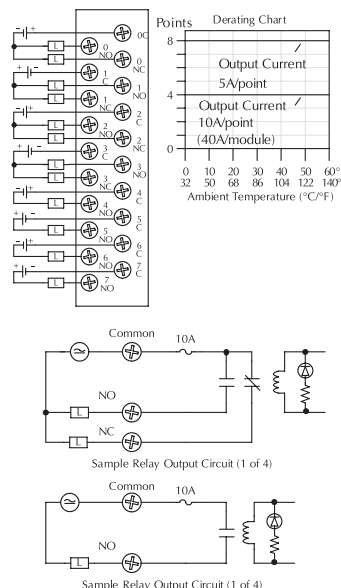 Points
Derating Chart
8
4
0
Output Current
5A/point
Output Current
10A/point
(40A/module)
0 10 20 30 40 50 60°
32 50 68 86 104 122 140°
Ambient Temperature (°C/°F)
- +
0C
L
0
NO
L
0
NC
+ -
1
C
L
1
NO
L
1
NC
- +
2
C
L
2
NO
L
2
NC
+ -
3
C
L
3
NO
L
3
NC
- +
4
C
L
4
NO
+ -
5
C
L
5
NO
- +
6
C
L
6
NO
+ -
7
C
L
7
NO
Common
10A
NO
L
NC
L
Sample Relay Output Circuit (1 of 4)
Common
10A
NO
L
Sample Relay Output Circuit (1 of 4)